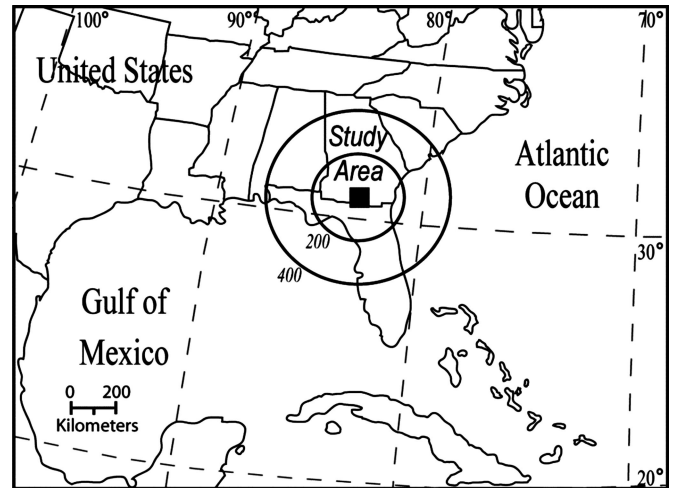 100°
90°
80°
70°
United States
Study
Area
Atlantic
Ocean
200
30°
400
Gulf of
Mexico
0 200
Kilometers
20°